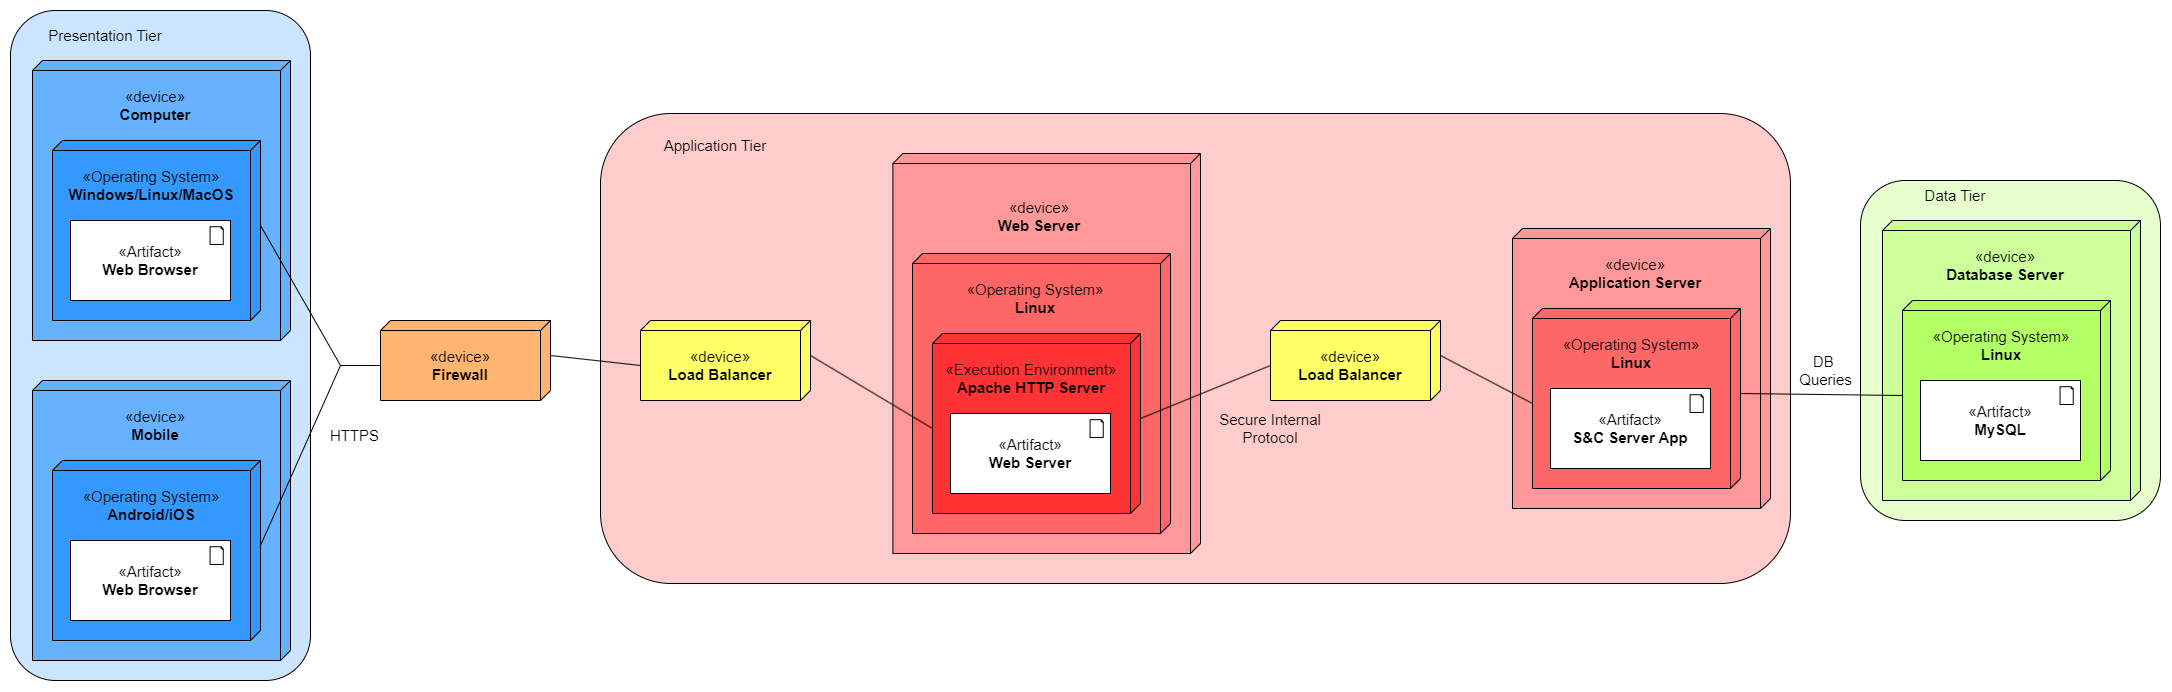 Presentation Tier
«device»
Computer
«Operating System»
Windows/Linux/MacOS
«Artifact»
Web Browser
«device»
Mobile
«Operating System»
Android/iOS
«Artifact»
Web Browser
HTTPS
«device»
Firewall
Application Tier
«device»
Load Balancer
«device»
Web Server
«Operating System»
Linux
«Execution Environment»
Apache HTTP Server
«Artifact»
Web Server
Secure Internal
Protocol
«device»
Load Balancer
«device»
Application Server
«Operating System»
Linux
«Artifact»
S&C Server App
DB
Queries
Data Tier
«device»
Database Server
«Operating System»
Linux
«Artifact»
MySQL